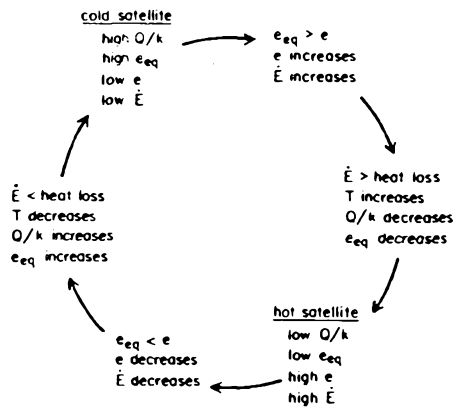 cold satellite
high Q/k
high e_eq
low e
low Ė
e_eq > e
e increases
Ė increases
Ė > heat loss
T increases
Q/k decreases
e_eq decreases
hot satellite
low Q/k
low e_eq
high e
high Ė
e_eq < e
e decreases
Ė decreases
Ė < heat loss
T decreases
Q/k increases
e_eq increases